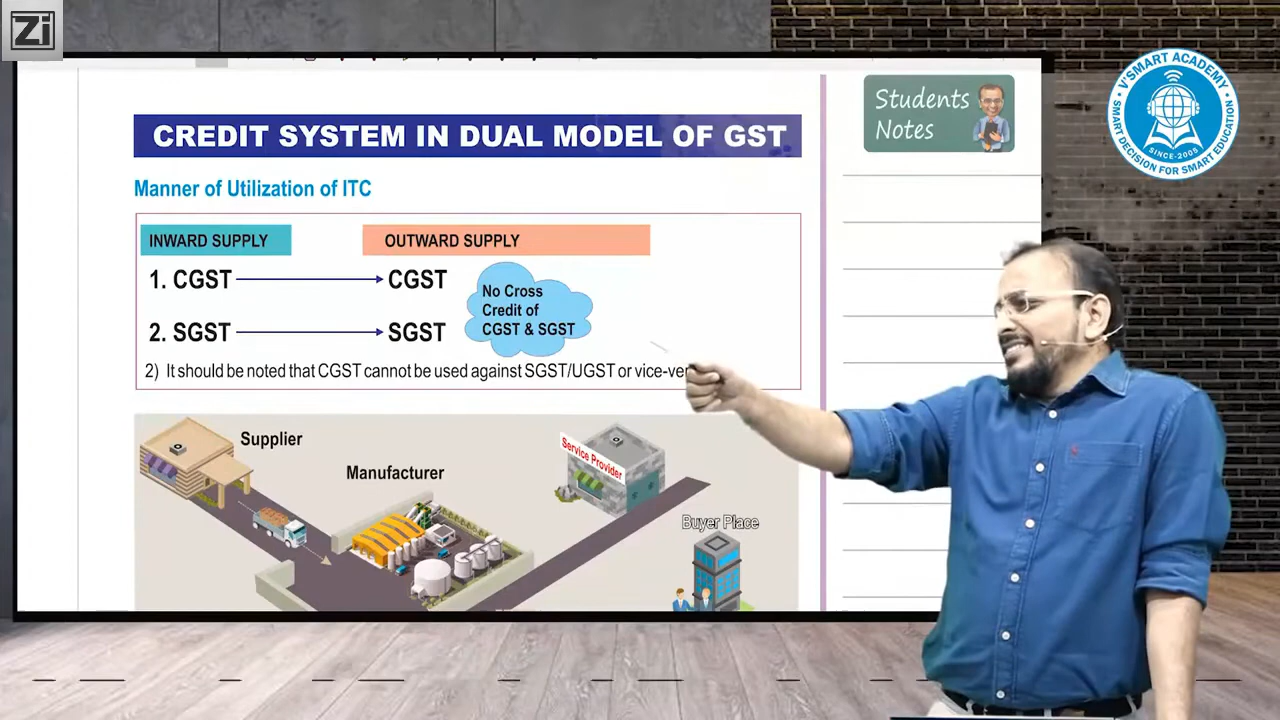 Zi
CREDIT SYSTEM IN DUAL MODEL OF GST
Manner of Utilization of ITC
INWARD SUPPLY
OUTWARD SUPPLY
1. CGST
CGST
2. SGST
SGST
No Cross
Credit of
CGST & SGST
2) It should be noted that CGST cannot be used against SGST/UGST or
Supplier
Manufacturer
Service Provider
Buyer Place
Students
Notes
V'SMART ACADEMY
SMART DECISION FOR SMART EDUCATION
SINCE-2005